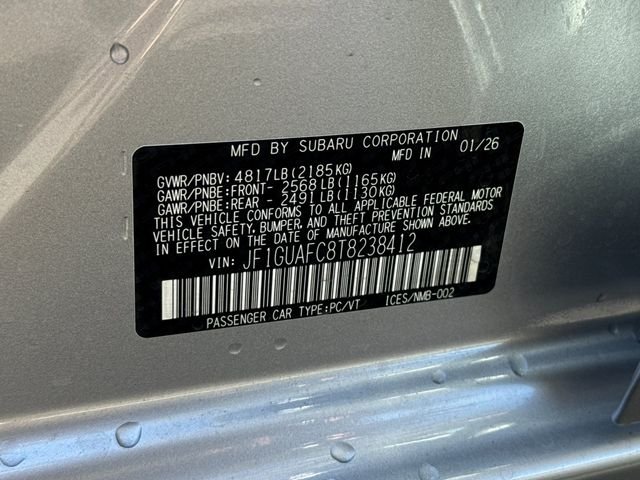 MFD BY SUBARU CORPORATION
MFD IN 01/26
GVWR/PNBV: 4817LB(2185KG)
GAWR/PNBE:FRONT- 2568LB(1165KG)
GAWR/PNBE:REAR - 2491LB(1130KG)
THIS VEHICLE CONFORMS TO ALL APPLICABLE FEDERAL MOTOR
VEHICLE SAFETY, BUMPER, AND THEFT PREVENTION STANDARDS
IN EFFECT ON THE DATE OF MANUFACTURE SHOWN ABOVE.
VIN: JF1GUAFC8T8238412
PASSENGER CAR TYPE:PC/VT ICES/NMB-002